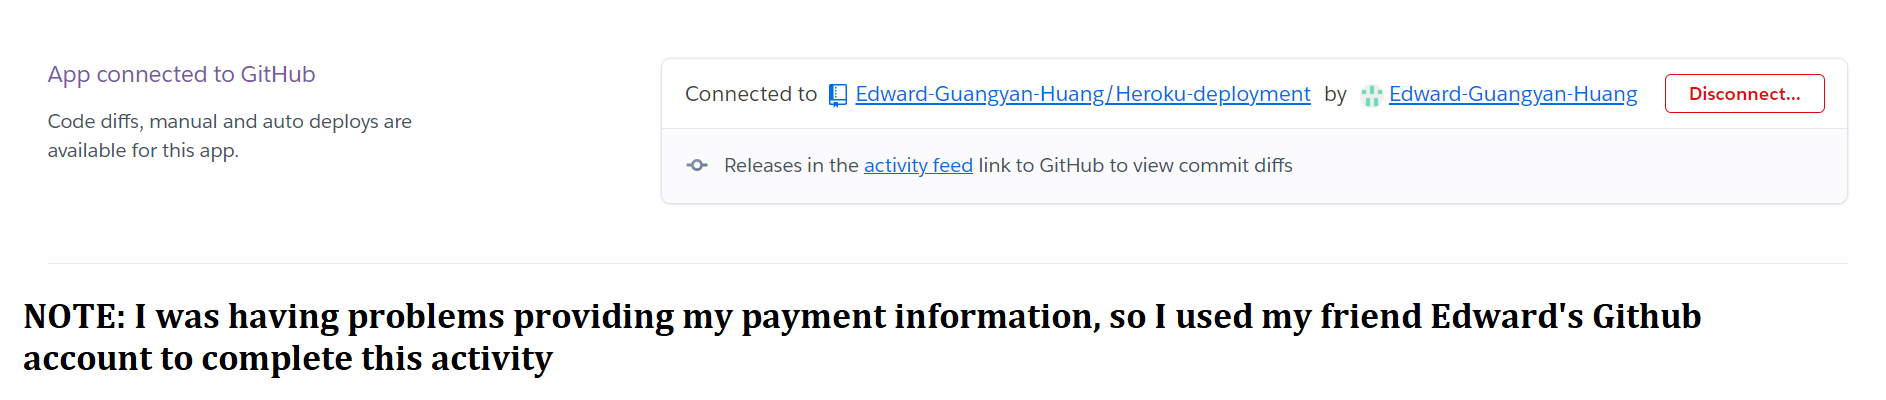 App connected to GitHub
Code diffs, manual and auto deploys are
available for this app.
Connected to Edward-Guangyan-Huang/Heroku-deployment by Edward-Guangyan-Huang Disconnect...
Releases in the activity feed link to GitHub to view commit diffs
NOTE: I was having problems providing my payment information, so I used my friend Edward's Github
account to complete this activity